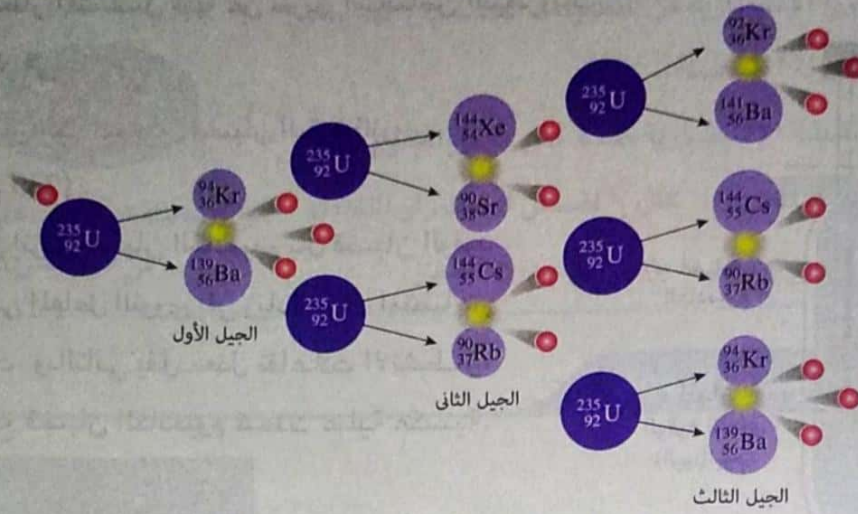 ²³⁵₉₂U
⁹⁴₃₆Kr
¹³⁹₅₆Ba
الجيل الأول
²³⁵₉₂U
¹⁴⁴₅₄Xe
⁹⁰₃₈Sr
²³⁵₉₂U
¹⁴⁴₅₅Cs
⁹⁰₃₇Rb
الجيل الثانى
²³⁵₉₂U
⁹²₃₆Kr
¹⁴¹₅₆Ba
²³⁵₉₂U
¹⁴⁴₅₅Cs
⁹⁰₃₇Rb
²³⁵₉₂U
⁹⁴₃₆Kr
¹³⁹₅₆Ba
الجيل الثالث